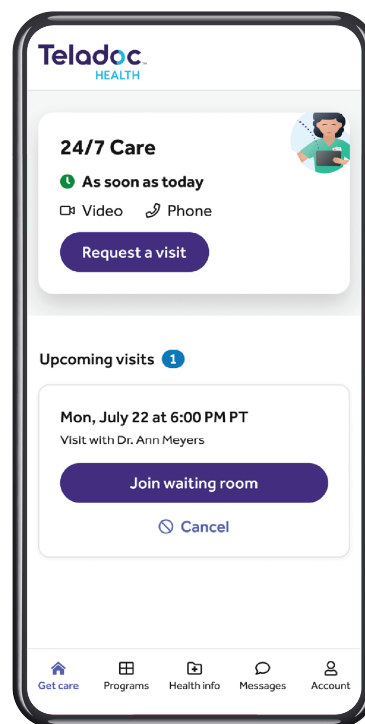 Teladoc™
HEALTH
24/7 Care
As soon as today
Video Phone
Request a visit
Upcoming visits 1
Mon, July 22 at 6:00 PM PT
Visit with Dr. Ann Meyers
Join waiting room
Cancel
Get care Programs Health info Messages Account